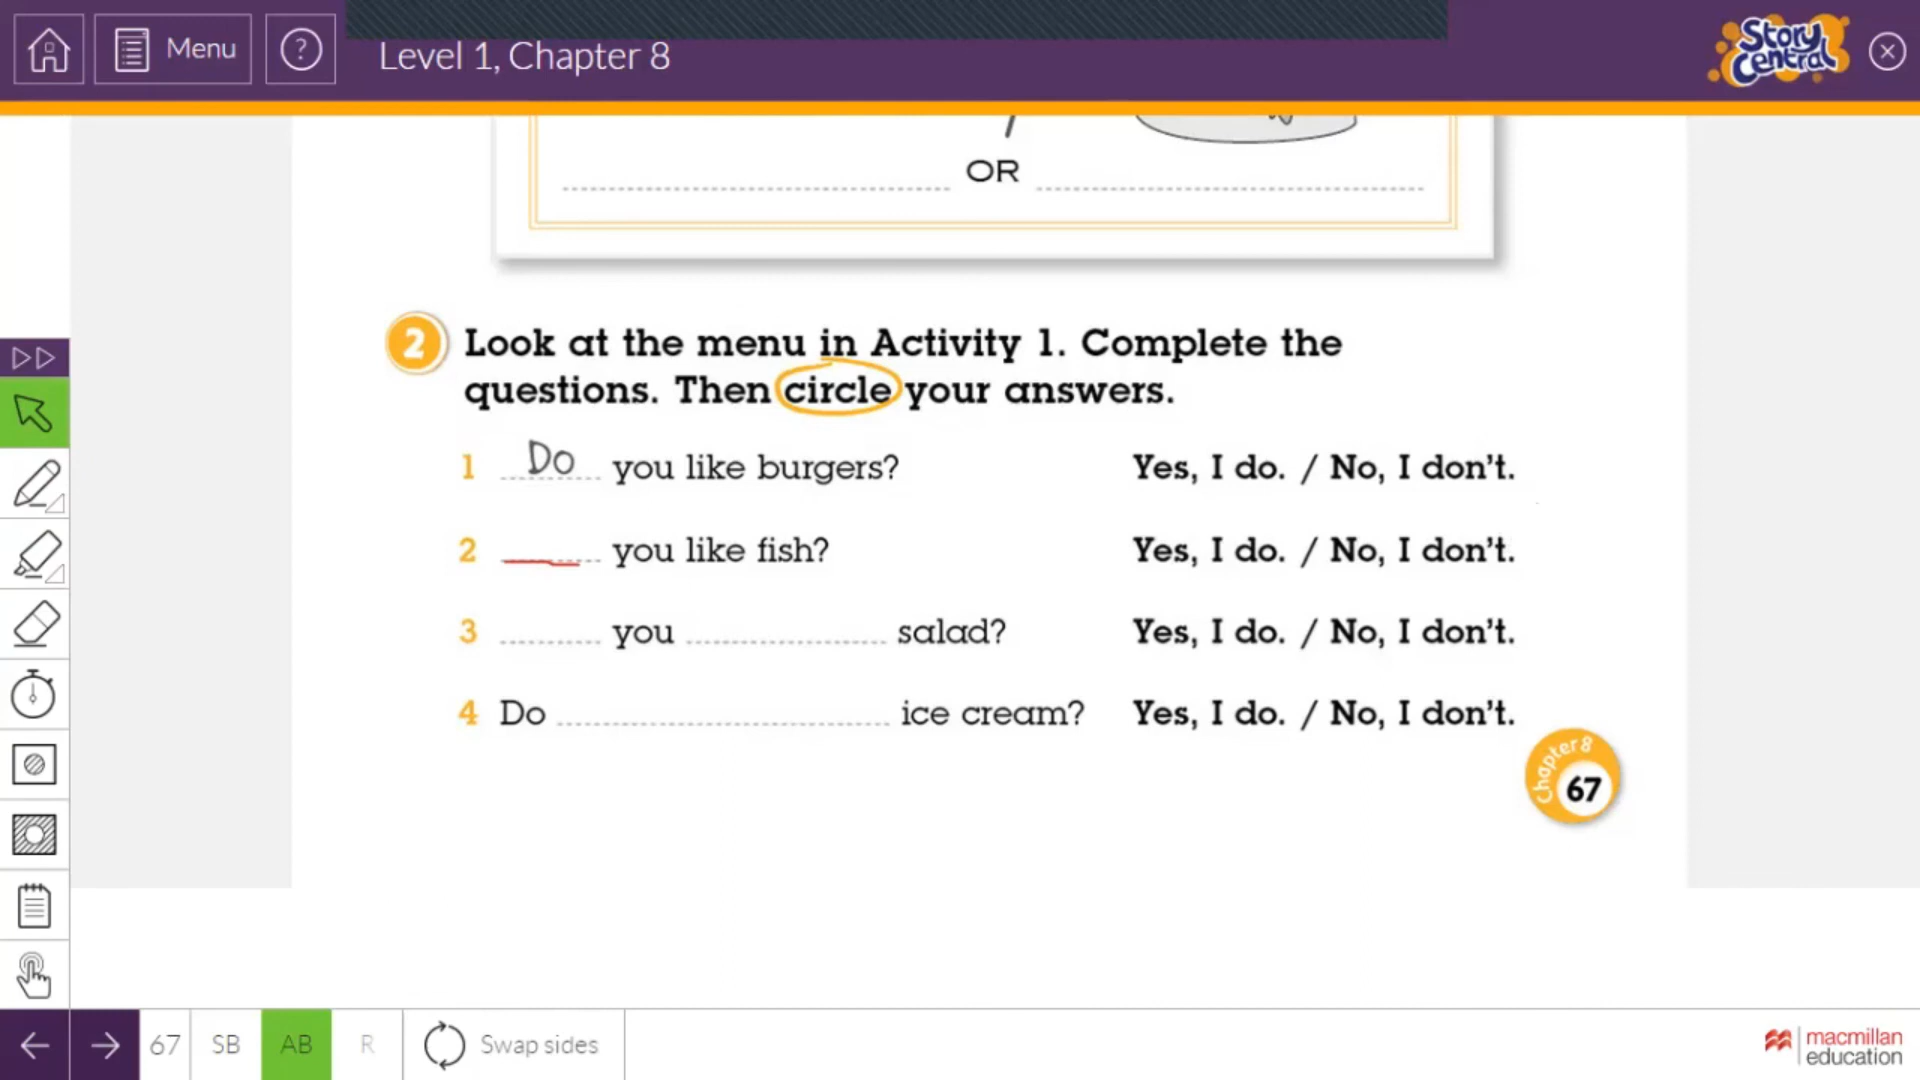 Menu
?
Level 1, Chapter 8
Story Central
OR
2 Look at the menu in Activity 1. Complete the
questions. Then circle your answers.
1 Do you like burgers? Yes, I do. / No, I don't.
2 you like fish? Yes, I do. / No, I don't.
3 you salad? Yes, I do. / No, I don't.
4 Do ice cream? Yes, I do. / No, I don't.
Chapter 8
67
67 SB AB R Swap sides
macmillan
education